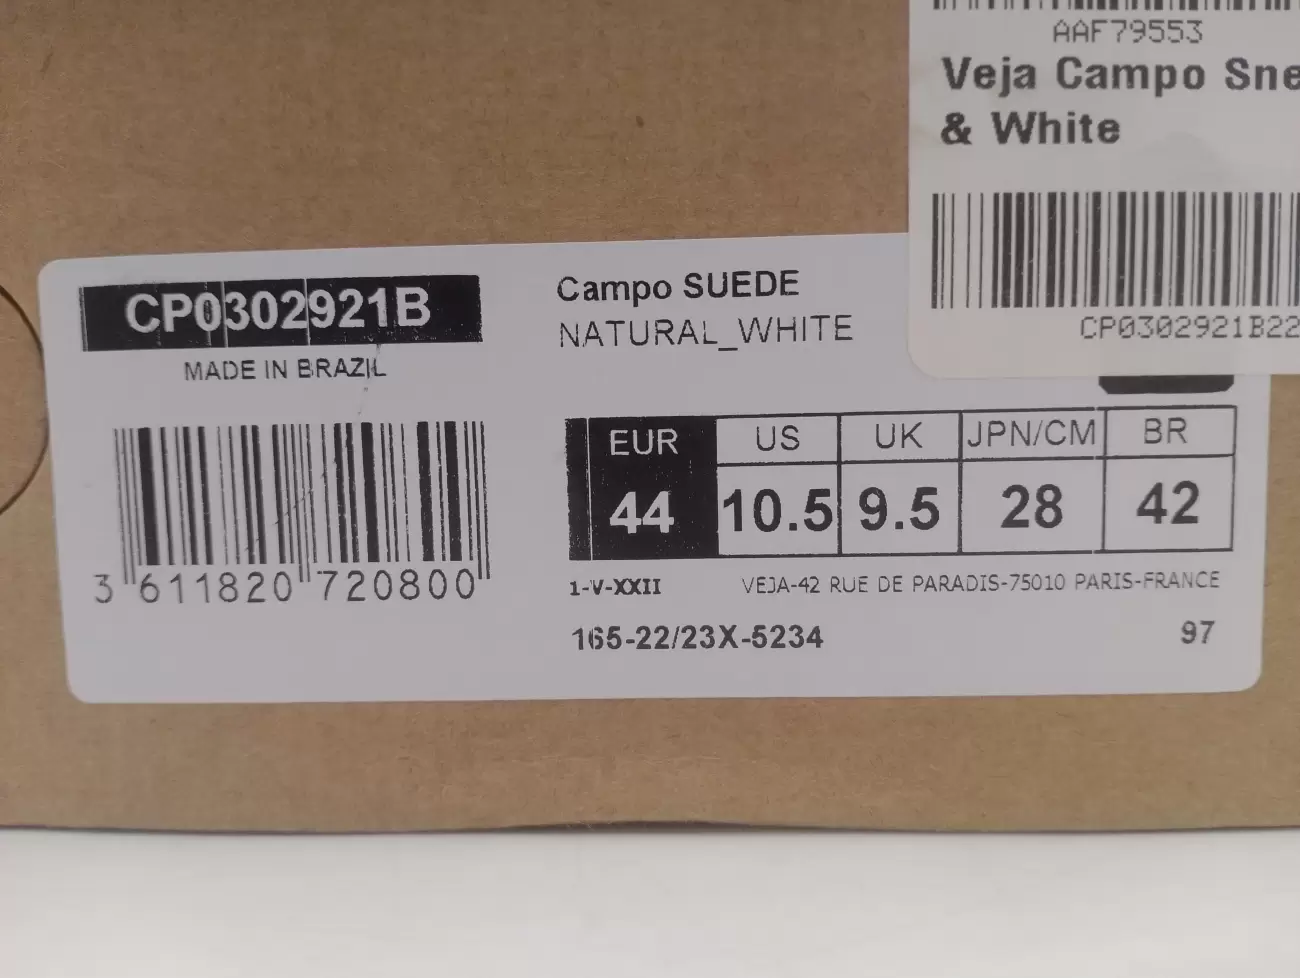 AAF79553
Veja Campo Sne
& White
CP0302921B22
CP0302921B
MADE IN BRAZIL
3 611820 720800
Campo SUEDE
NATURAL_WHITE
EUR US UK JPN/CM BR
44 10.5 9.5 28 42
1-V-XXII VEJA-42 RUE DE PARADIS-75010 PARIS-FRANCE
165-22/23X-5234 97